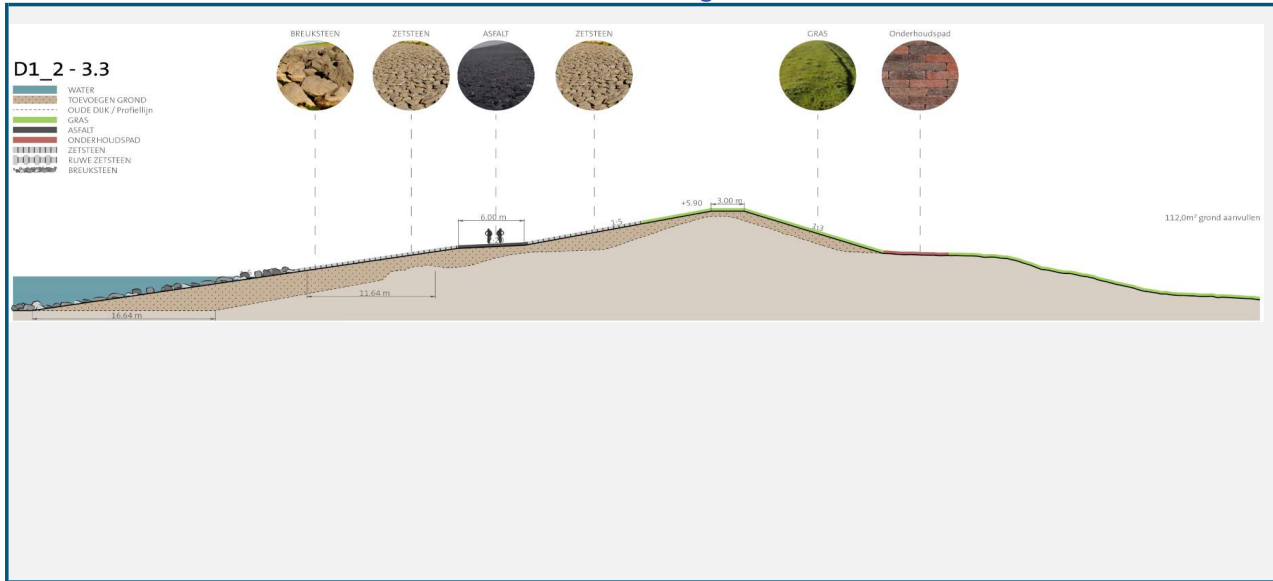 BREUKSTEEN
ZETSTEEN
ASFALT
ZETSTEEN
GRAS
Onderhoudspad
D1_2 - 3.3
WATER
TOEVOEGEN GROND
OUDE DIJK / Profiellijn
GRAS
ASFALT
ONDERHOUDSPAD
ZETSTEEN
RUWE ZETSTEEN
BREUKSTEEN
+5.90
3.00 m
6.00 m
1:5
112,0m² grond aanvullen
11.64 m
16.64 m